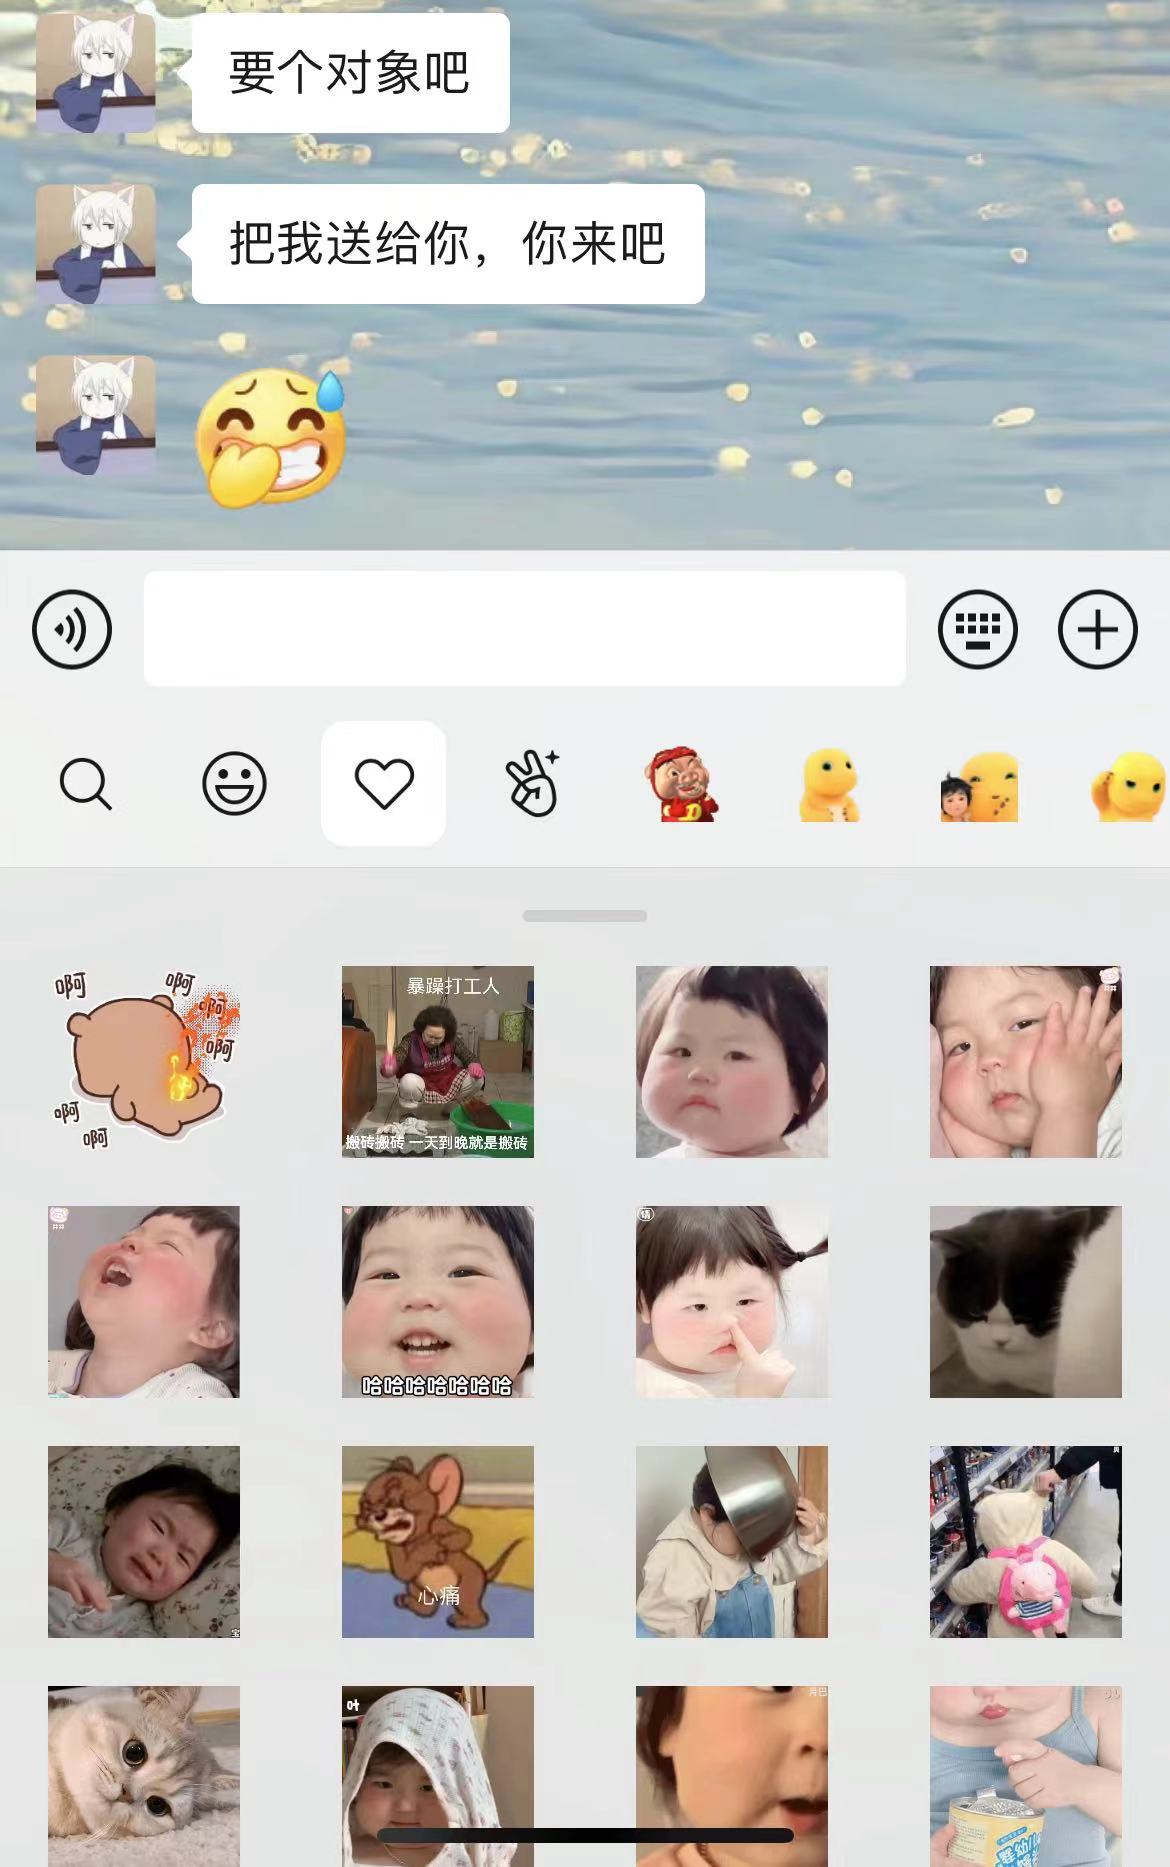 要个对象吧
把我送给你，你来吧
啊 啊
啊
啊
啊
啊
暴躁打工人
搬砖搬砖 一天到晚就是搬砖
哈哈哈哈哈哈哈
心痛
叶